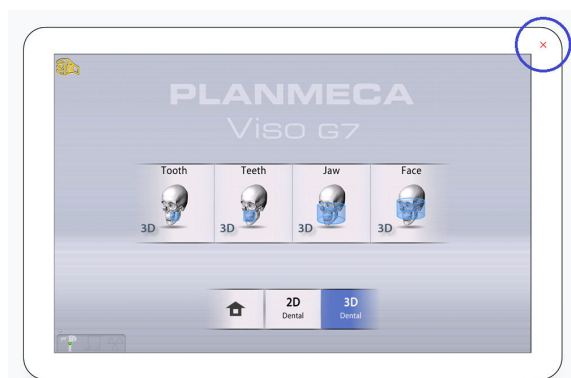 PLANMECA
VISO G7
Tooth
Teeth
Jaw
Face
3D
3D
3D
3D
2D
3D
Dental
Dental